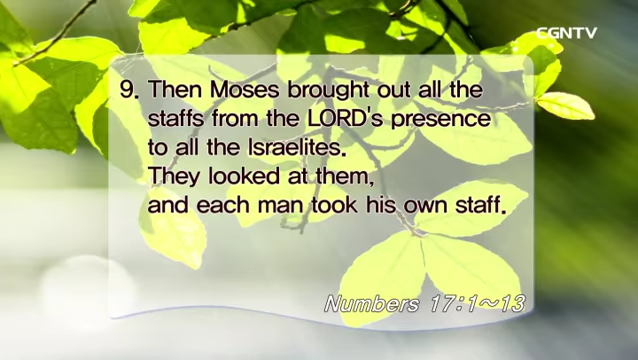 CGNTV
9. Then Moses brought out all the
staffs from the LORD's presence
to all the Israelites.
They looked at them,
and each man took his own staff.
Numbers 17:1~13